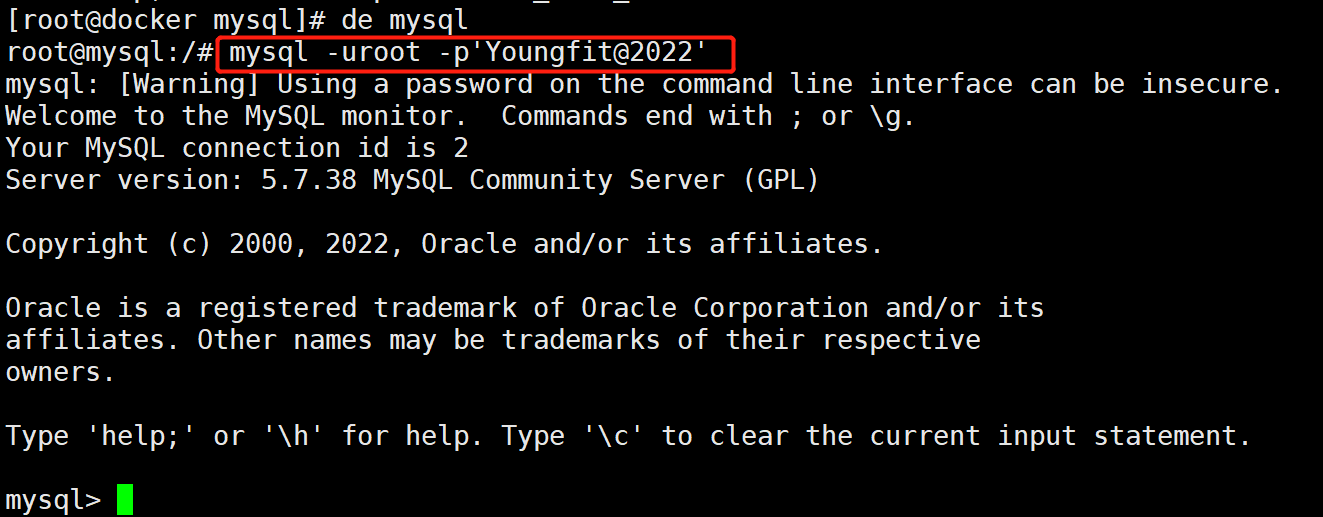 [root@docker mysql]# de mysql
root@mysql:/# mysql -uroot -p'Youngfit@2022'
mysql: [Warning] Using a password on the command line interface can be insecure.
Welcome to the MySQL monitor.  Commands end with ; or \g.
Your MySQL connection id is 2
Server version: 5.7.38 MySQL Community Server (GPL)
Copyright (c) 2000, 2022, Oracle and/or its affiliates.
Oracle is a registered trademark of Oracle Corporation and/or its
affiliates. Other names may be trademarks of their respective
owners.
Type 'help;' or '\h' for help. Type '\c' to clear the current input statement.
mysql>